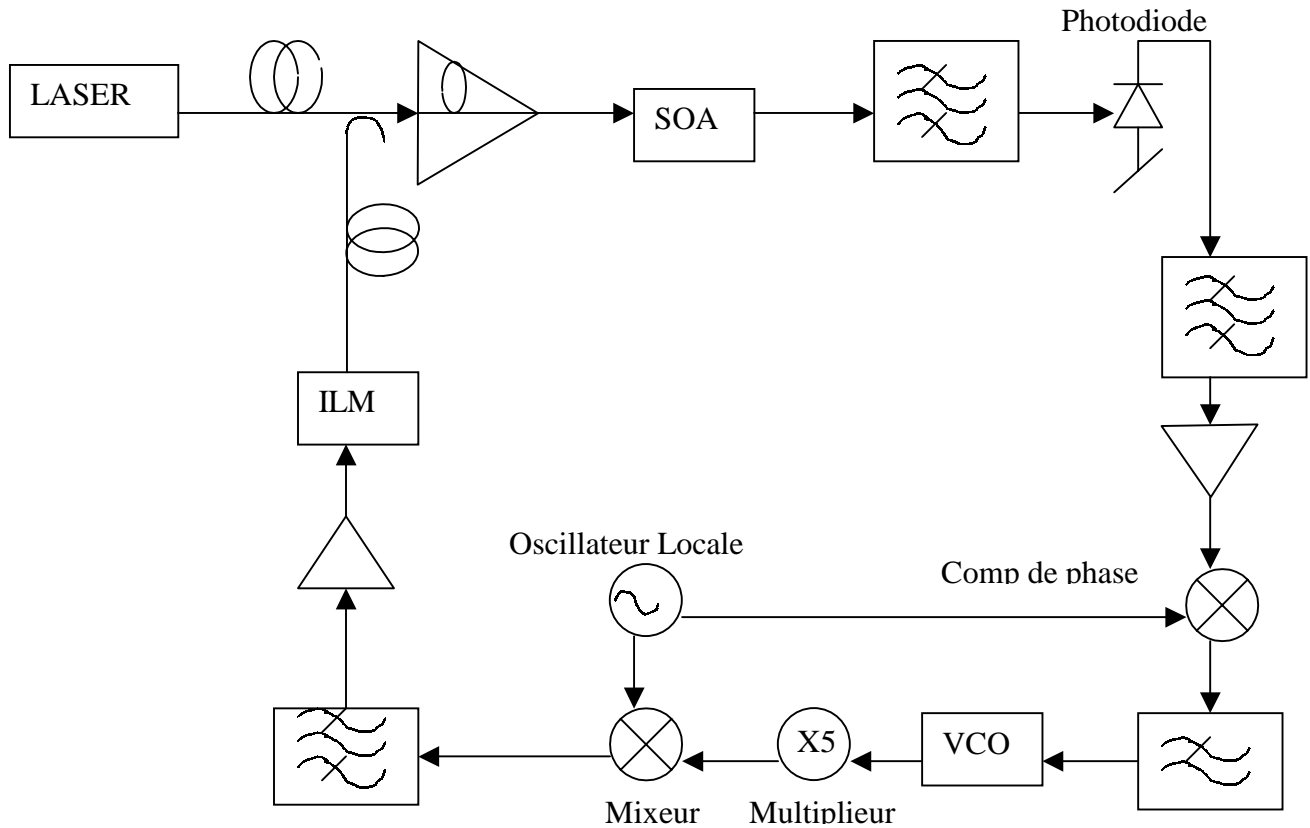 Photodiode
LASER
SOA
ILM
Oscillateur Locale
Comp de phase
X5
VCO
Mixeur
Multiplieur